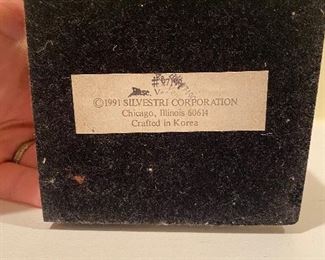 ©1991 SILVESTRI CORPORATION
Chicago, Illinois 60614
Crafted in Korea